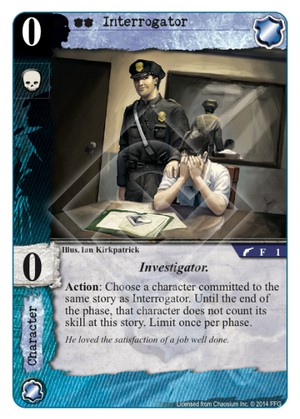 0
Interrogator
Illus. Ian Kirkpatrick
F 1
0
Investigator.
Character
Action: Choose a character committed to the
same story as Interrogator. Until the end of
the phase, that character does not count its
skill at this story. Limit once per phase.
He loved the satisfaction of a job well done.
Licensed from Chaosium Inc. © 2014 FFG